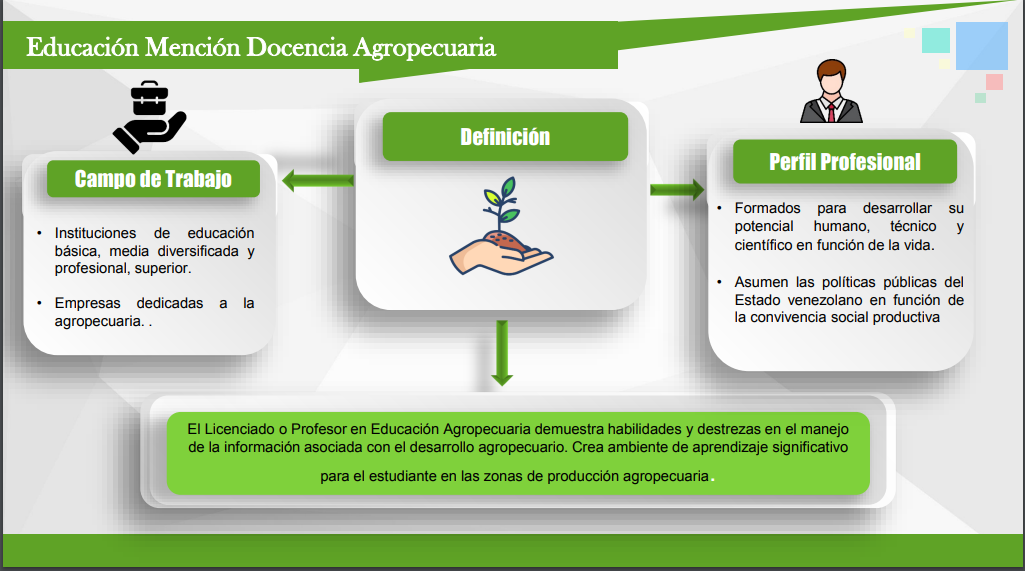 Educación Mención Docencia Agropecuaria
Definición
Campo de Trabajo
• Instituciones de educación
básica, media diversificada y
profesional, superior.
• Empresas dedicadas a la
agropecuaria. .
Perfil Profesional
• Formados para desarrollar su
potencial humano, técnico y
científico en función de la vida.
• Asumen las políticas públicas del
Estado venezolano en función de
la convivencia social productiva
El Licenciado o Profesor en Educación Agropecuaria demuestra habilidades y destrezas en el manejo
de la información asociada con el desarrollo agropecuario. Crea ambiente de aprendizaje significativo
para el estudiante en las zonas de producción agropecuaria.